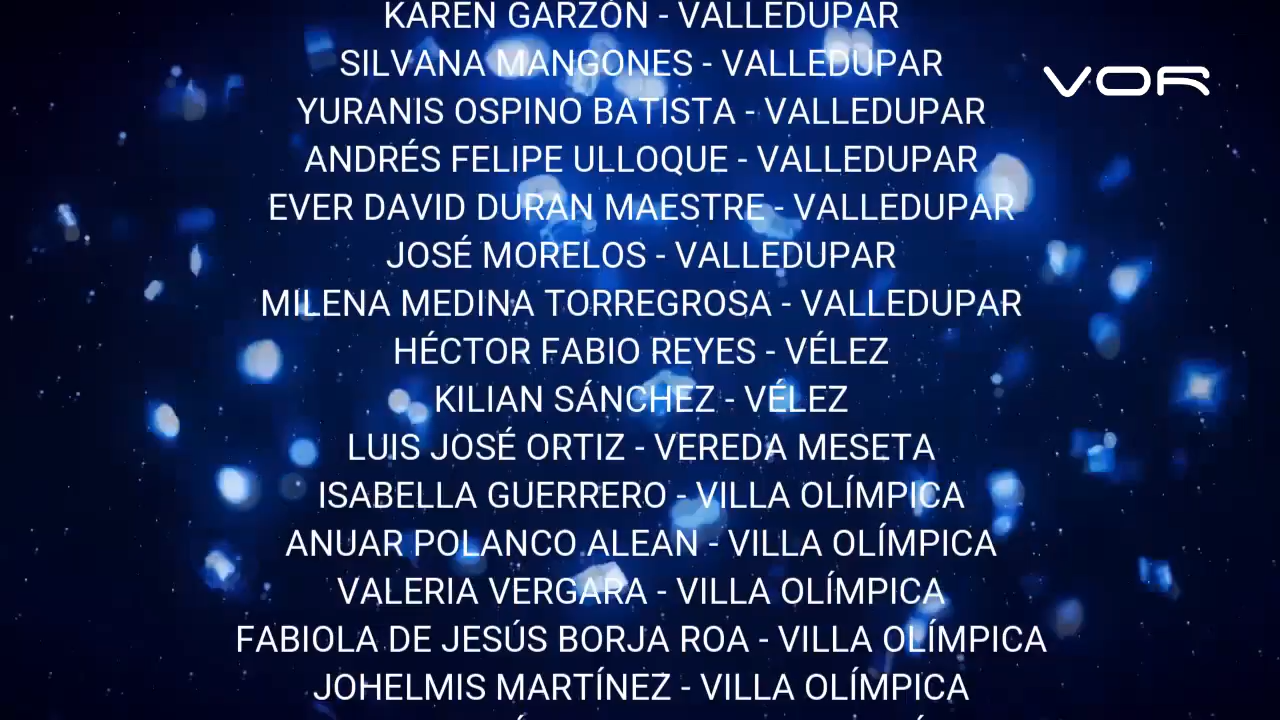 KAREN GARZÓN - VALLEDUPAR
SILVANA MANGONES - VALLEDUPAR
VOR
YURANIS OSPINO BATISTA - VALLEDUPAR
ANDRÉS FELIPE ULLOQUE - VALLEDUPAR
EVER DAVID DURAN MAESTRE - VALLEDUPAR
JOSÉ MORELOS - VALLEDUPAR
MILENA MEDINA TORREGROSA - VALLEDUPAR
HÉCTOR FABIO REYES - VÉLEZ
KILIAN SÁNCHEZ - VÉLEZ
LUIS JOSÉ ORTIZ - VEREDA MESETA
ISABELLA GUERRERO - VILLA OLÍMPICA
ANUAR POLANCO ALEAN - VILLA OLÍMPICA
VALERIA VERGARA - VILLA OLÍMPICA
FABIOLA DE JESÚS BORJA ROA - VILLA OLÍMPICA
JOHELMIS MARTÍNEZ - VILLA OLÍMPICA